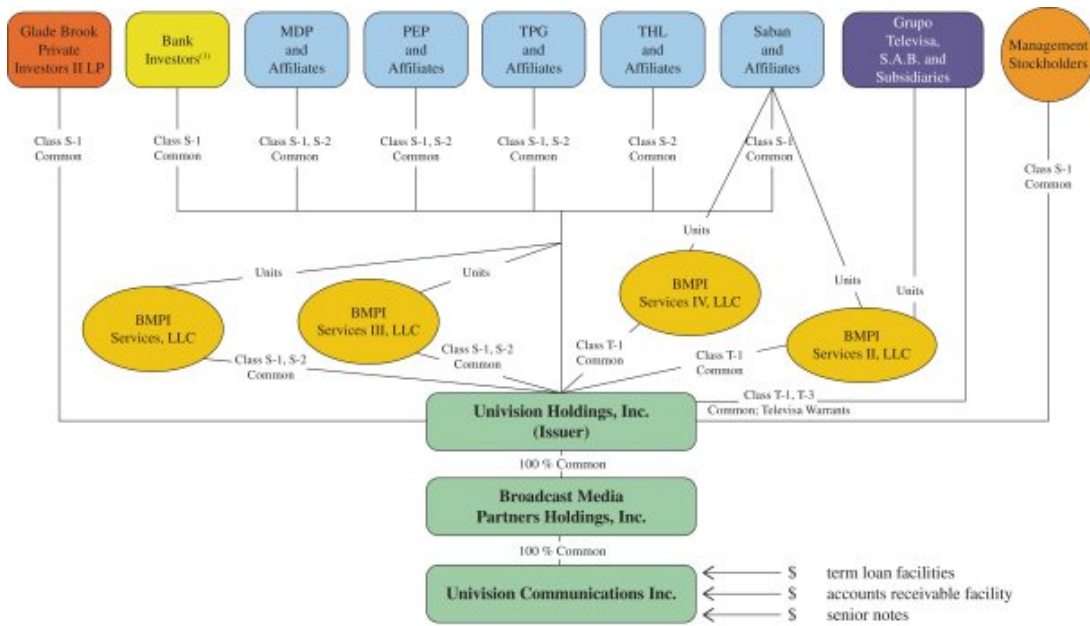 Glade Brook
Private
Investors II LP
Bank
Investors(1)
MDP
and
Affiliates
PEP
and
Affiliates
TPG
and
Affiliates
THL
and
Affiliates
Saban
and
Affiliates
Grupo
Televisa,
S.A.B. and
Subsidiaries
Management
Stockholders
Class S-1
Common
Class S-1
Common
Class S-1, S-2
Common
Class S-1, S-2
Common
Class S-1, S-2
Common
Class S-2
Common
Class S-1
Common
Class S-1
Common
Units
Units
Units
Units
Units
BMPI
Services, LLC
BMPI
Services III, LLC
BMPI
Services IV, LLC
BMPI
Services II, LLC
Class S-1, S-2
Common
Class S-1, S-2
Common
Class T-1
Common
Class T-1
Common
Class T-1, T-3
Common; Televisa Warrants
Univision Holdings, Inc.
(Issuer)
100 % Common
Broadcast Media
Partners Holdings, Inc.
100 % Common
Univision Communications Inc.
$ term loan facilities
$ accounts receivable facility
$ senior notes